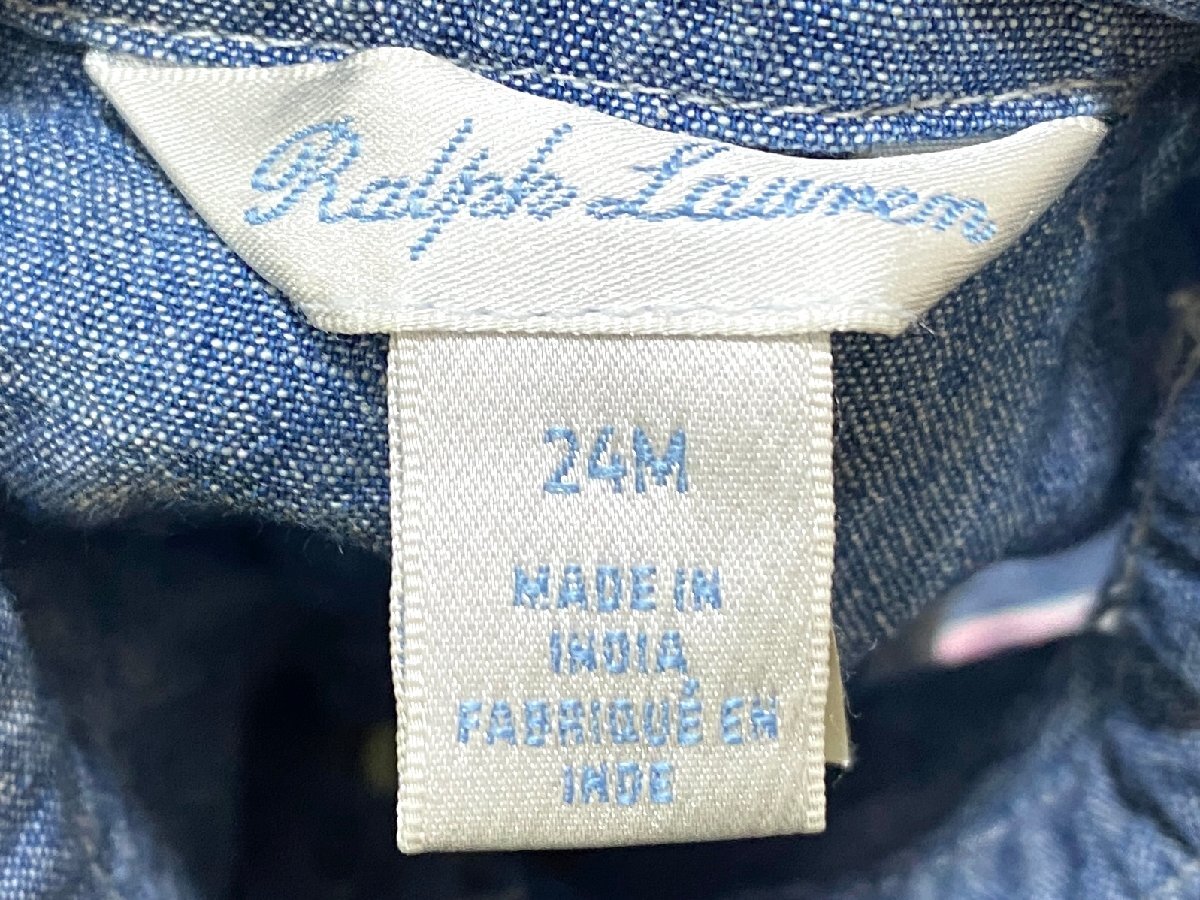 Ralph Lauren
24M
MADE IN
INDIA
FABRIQUÉ EN
INDE